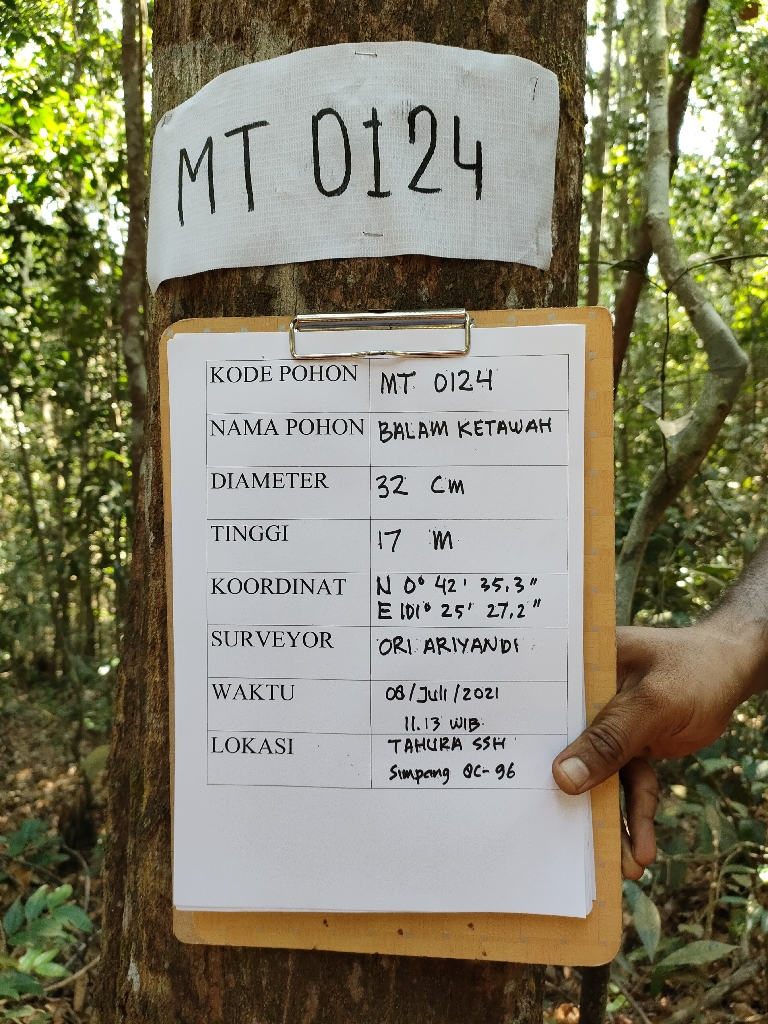 MT 0124
KODE POHON MT 0124
NAMA POHON BALAM KETAWAH
DIAMETER 32 cm
TINGGI 17 M
KOORDINAT N 0° 42' 35.3"
E 101° 25' 27.2"
SURVEYOR ORI ARIYANDI
WAKTU 08/Juli/2021
11.13 WIB
LOKASI TAHURA SSH
Simpang QC-96